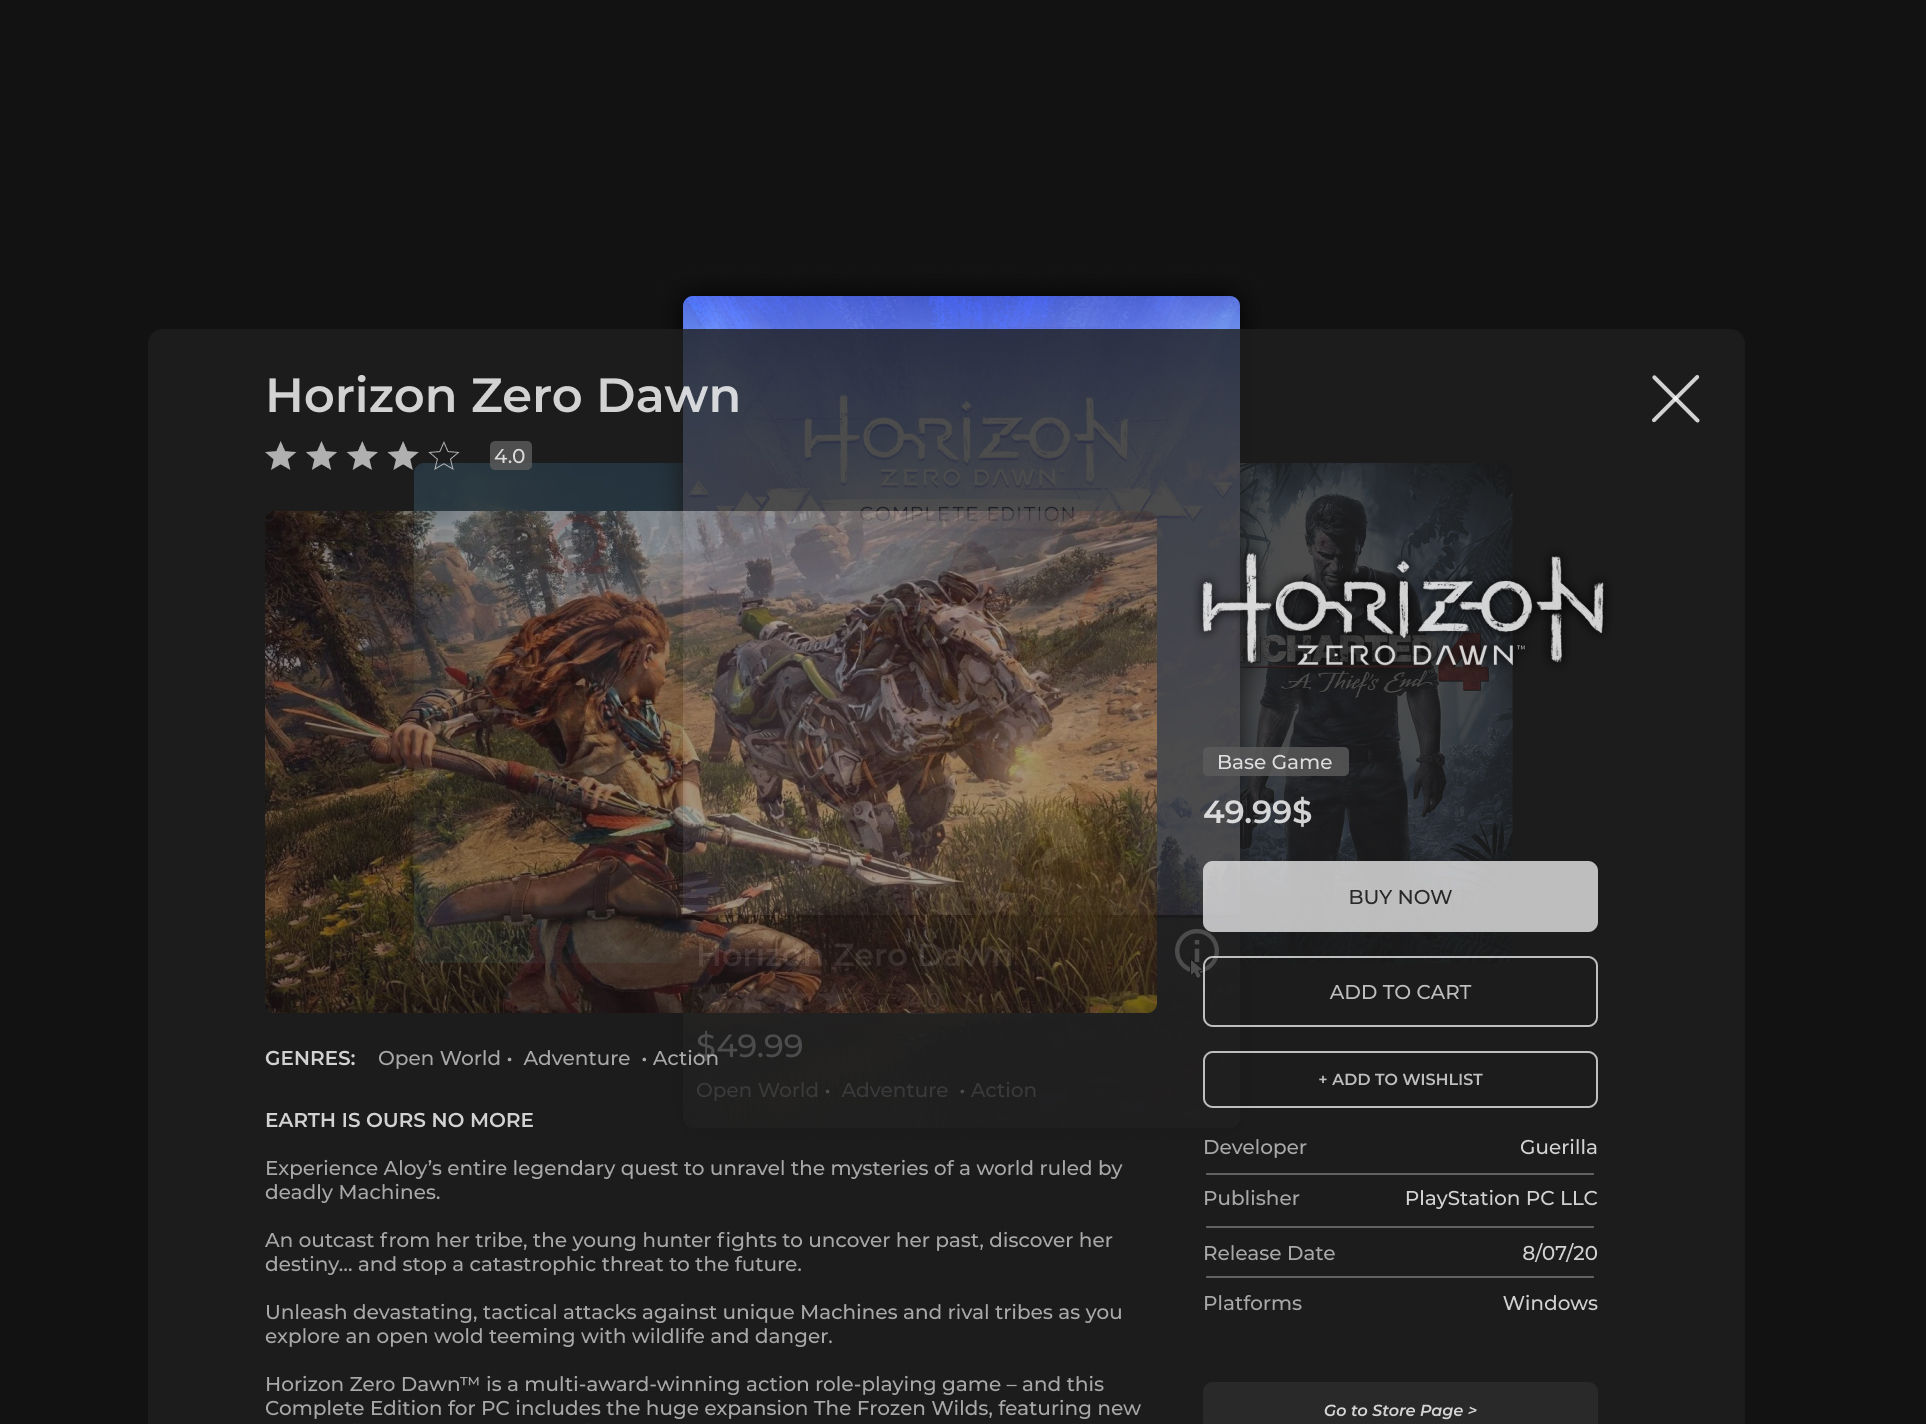 Horizon Zero Dawn
4.0
HORIZON
ZERO DAWN
COMPLETE EDITION
HORIZON
ZERO DAWN™
CHAPTER
4
A Thief's End
Base Game
49.99$
BUY NOW
ADD TO CART
+ ADD TO WISHLIST
Developer Guerilla
Publisher PlayStation PC LLC
Release Date 8/07/20
Platforms Windows
Go to Store Page >
Horizon Zero Dawn
$49.99
Open World • Adventure • Action
GENRES: Open World • Adventure • Action
EARTH IS OURS NO MORE
Experience Aloy’s entire legendary quest to unravel the mysteries of a world ruled by
deadly Machines.
An outcast from her tribe, the young hunter fights to uncover her past, discover her
destiny... and stop a catastrophic threat to the future.
Unleash devastating, tactical attacks against unique Machines and rival tribes as you
explore an open wold teeming with wildlife and danger.
Horizon Zero Dawn™ is a multi-award-winning action role-playing game – and this
Complete Edition for PC includes the huge expansion The Frozen Wilds, featuring new